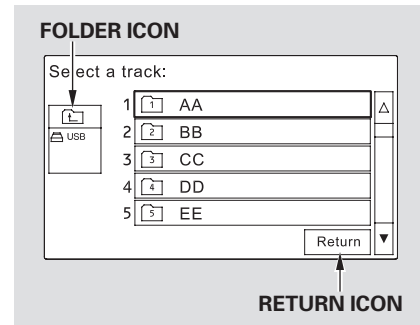 FOLDER ICON
Select a track:
USB
1 1 AA
2 2 BB
3 3 CC
4 4 DD
5 5 EE
Return
RETURN ICON